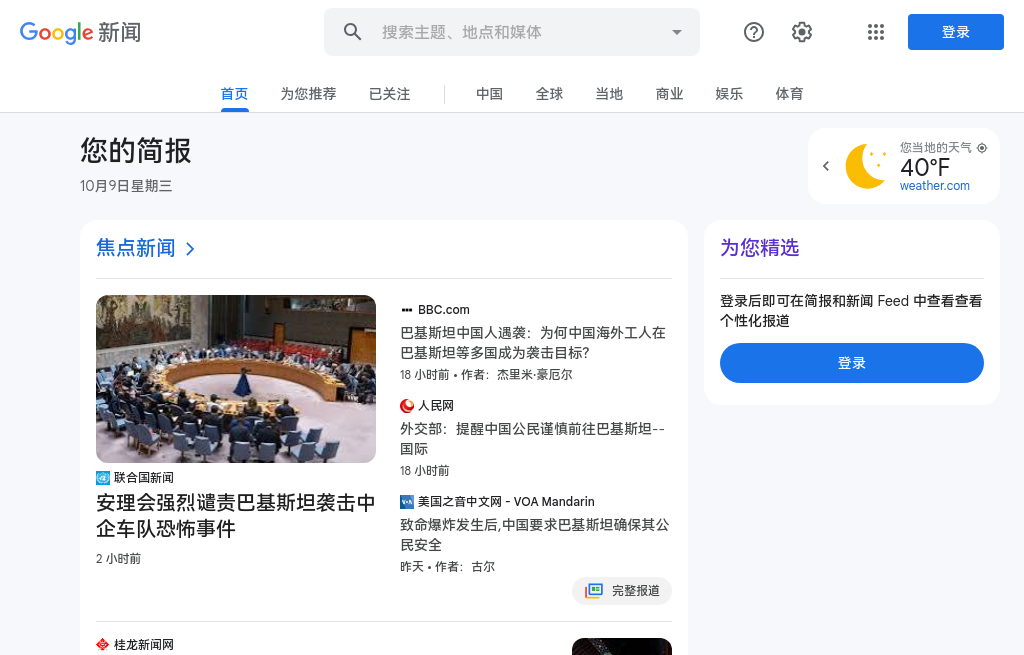 Google 新闻
搜索主题、地点和媒体
登录
首页
为您推荐
已关注
中国
全球
当地
商业
娱乐
体育
您的简报
10月9日星期三
您当地的天气
40°F
weather.com
焦点新闻
联合国新闻
安理会强烈谴责巴基斯坦袭击中
企车队恐怖事件
2 小时前
BBC.com
巴基斯坦中国人遇袭：为何中国海外工人在
巴基斯坦等多国成为袭击目标？
18 小时前 • 作者：杰里米·豪厄尔
人民网
外交部：提醒中国公民谨慎前往巴基斯坦--
国际
18 小时前
VOA
美国之音中文网 - VOA Mandarin
致命爆炸发生后,中国要求巴基斯坦确保其公
民安全
昨天 • 作者：古尔
完整报道
桂龙新闻网
为您精选
登录后即可在简报和新闻 Feed 中查看查看
个性化报道
登录